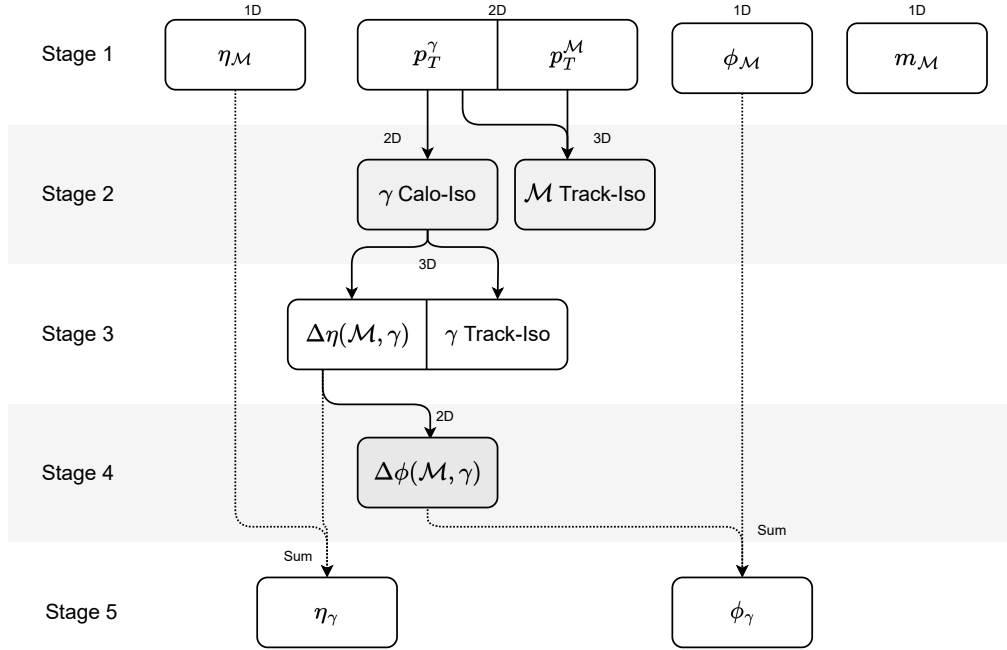 1D 2D 1D 1D
Stage 1 η_ℳ p_T^γ p_T^ℳ ϕ_ℳ m_ℳ
2D 3D
Stage 2 γ Calo-Iso ℳ Track-Iso
3D
Stage 3 Δη(ℳ, γ) γ Track-Iso
2D
Stage 4 Δϕ(ℳ, γ)
Sum
Sum
Stage 5 η_γ ϕ_γ